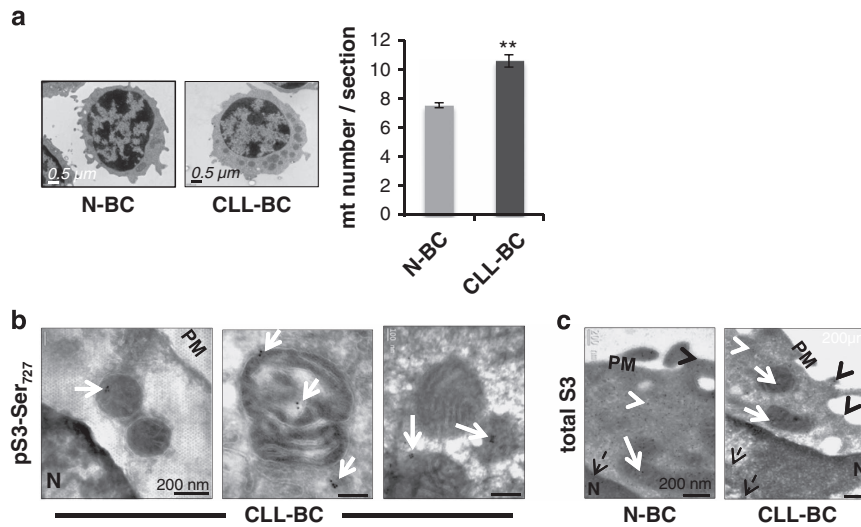 a
mt number / section
12
10
8
6
4
2
0
**
N-BC
CLL-BC
0.5 µm
0.5 µm
N-BC
CLL-BC
b
pS3-Ser727
PM
N
200 nm
CLL-BC
c
total S3
PM
N
200 nm
N-BC
200µm
PM
N
CLL-BC